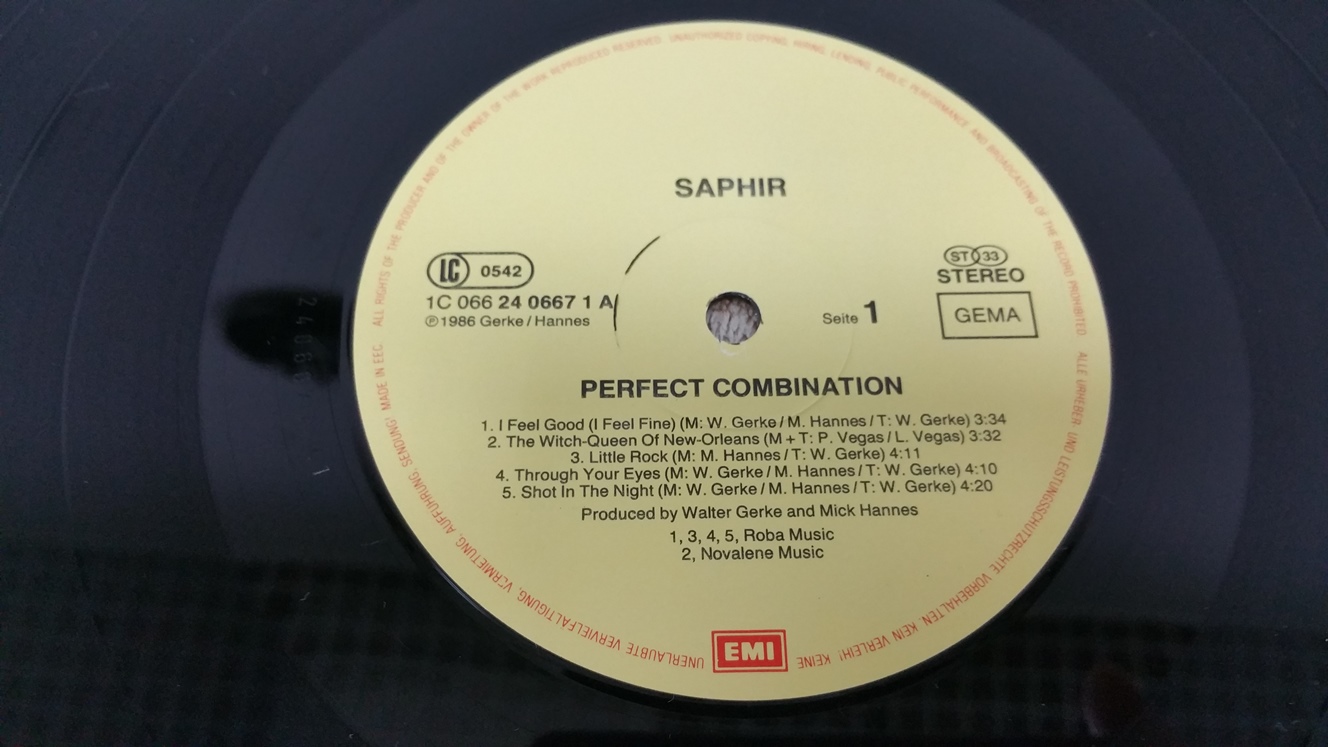 SAPHIR
LC 0542
1C 066 24 0667 1 A
℗1986 Gerke/Hannes
Seite 1
ST 33
STEREO
GEMA
PERFECT COMBINATION
1. I Feel Good (I Feel Fine) (M: W. Gerke/M. Hannes/T: W. Gerke) 3:34
2. The Witch-Queen Of New-Orleans (M+T: P. Vegas/L. Vegas) 3:32
3. Little Rock (M: M. Hannes/T: W. Gerke) 4:11
4. Through Your Eyes (M: W. Gerke/M. Hannes/T: W. Gerke) 4:10
5. Shot In The Night (M: W. Gerke/M. Hannes/T: W. Gerke) 4:20
Produced by Walter Gerke and Mick Hannes
1, 3, 4, 5, Roba Music
2, Novalene Music
EMI
MADE IN EEC ALL RIGHTS OF THE PRODUCER AND OF THE OWNER OF THE WORK REPRODUCED RESERVED. UNAUTHORIZED COPYING, HIRING, LENDING, PUBLIC PERFORMANCE AND BROADCASTING OF THE RECORD PROHIBITED. ALLE URHEBER UND LEISTUNGSSCHUTZRECHTE VORBEHALTEN. KEIN VERLEIH! KEINE UNERLAUBTE VERVIELFÄLTIGUNG, VERMIETUNG, AUFFÜHRUNG, SENDUNG!